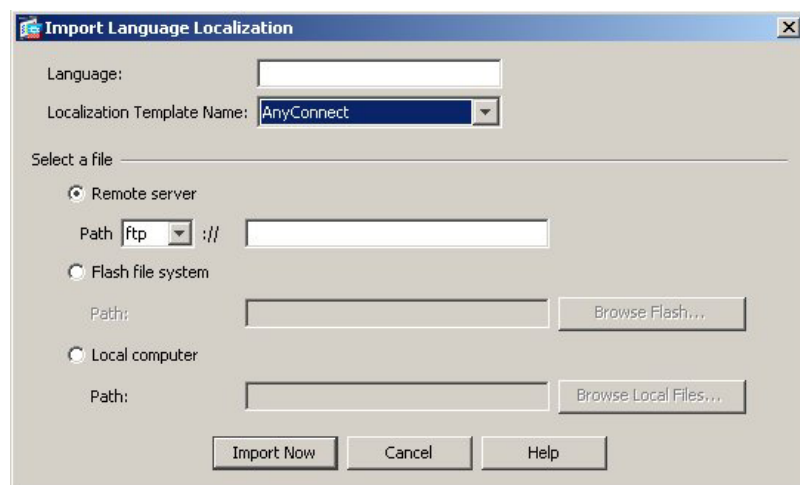 Import Language Localization
Language:
Localization Template Name: AnyConnect
Select a file
Remote server
Path ftp ://
Flash file system
Path: Browse Flash...
Local computer
Path: Browse Local Files...
Import Now Cancel Help